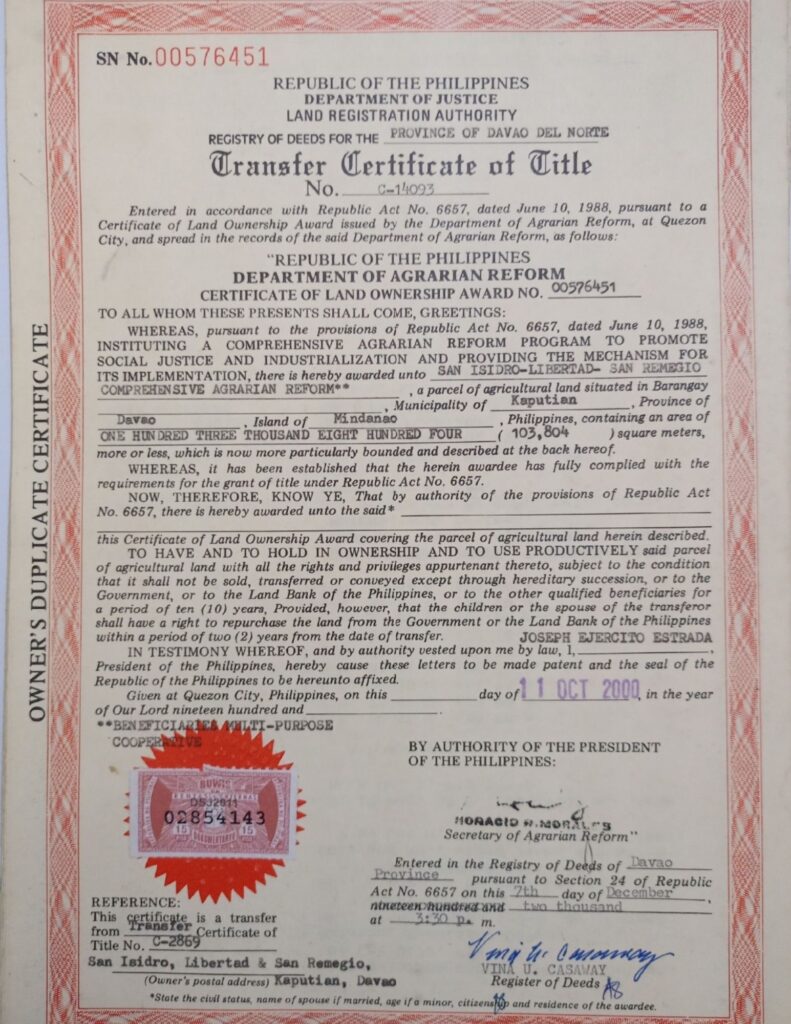 SN No. 00576451
REPUBLIC OF THE PHILIPPINES
DEPARTMENT OF JUSTICE
LAND REGISTRATION AUTHORITY
REGISTRY OF DEEDS FOR THE PROVINCE OF DAVAO DEL NORTE
Transfer Certificate of Title
No. C-14093
Entered in accordance with Republic Act No. 6657, dated June 10, 1988, pursuant to a
Certificate of Land Ownership Award issued by the Department of Agrarian Reform, at Quezon
City, and spread in the records of the said Department of Agrarian Reform, as follows:
"REPUBLIC OF THE PHILIPPINES
DEPARTMENT OF AGRARIAN REFORM
CERTIFICATE OF LAND OWNERSHIP AWARD NO. 00576451
TO ALL WHOM THESE PRESENTS SHALL COME, GREETINGS:
WHEREAS, pursuant to the provisions of Republic Act No. 6657, dated June 10, 1988,
INSTITUTING A COMPREHENSIVE AGRARIAN REFORM PROGRAM TO PROMOTE
SOCIAL JUSTICE AND INDUSTRIALIZATION AND PROVIDING THE MECHANISM FOR
ITS IMPLEMENTATION, there is hereby awarded unto SAN ISIDRO-LIBERTAD- SAN REMEGIO
COMPREHENSIVE AGRARIAN REFORM** , a parcel of agricultural land situated in Barangay
, Municipality of Kaputian , Province of
Davao , Island of Mindanao , Philippines, containing an area of
ONE HUNDRED THREE THOUSAND EIGHT HUNDRED FOUR ( 103,804 ) square meters,
more or less, which is now more particularly bounded and described at the back hereof.
WHEREAS, it has been established that the herein awardee has fully complied with the
requirements for the grant of title under Republic Act No. 6657.
NOW, THEREFORE, KNOW YE, That by authority of the provisions of Republic Act
No. 6657, there is hereby awarded unto the said*
this Certificate of Land Ownership Award covering the parcel of agricultural land herein described.
TO HAVE AND TO HOLD IN OWNERSHIP AND TO USE PRODUCTIVELY said parcel
of agricultural land with all the rights and privileges appurtenant thereto, subject to the condition
that it shall not be sold, transferred or conveyed except through hereditary succession, or to the
Government, or to the Land Bank of the Philippines, or to the other qualified beneficiaries for
a period of ten (10) years, Provided, however, that the children or the spouse of the transferor
shall have a right to repurchase the land from the Government or the Land Bank of the Philippines
within a period of two (2) years from the date of transfer. JOSEPH EJERCITO ESTRADA
IN TESTIMONY WHEREOF, and by authority vested upon me by law, I, ,
President of the Philippines, hereby cause these letters to be made patent and the seal of the
Republic of the Philippines to be hereunto affixed.
Given at Quezon City, Philippines, on this day of 11 OCT 2000, in the year
of Our Lord nineteen hundred and .
**BENEFICIARIES MULTI-PURPOSE
COOPERATIVE
BY AUTHORITY OF THE PRESIDENT
OF THE PHILIPPINES:
BUWIS
DSJ2611
02854143
15 15
HORACIO R. MORALES
Secretary of Agrarian Reform"
Entered in the Registry of Deeds of Davao
Province pursuant to Section 24 of Republic
Act No. 6657 on this 7th day of December,
nineteen hundred and two thousand
at 3:30 p. m.
REFERENCE:
This certificate is a transfer
from Transfer Certificate of
Title No. C-2869
San Isidro, Libertad & San Remegio,
(Owner's postal address) Kaputian, Davao
Vina U. Casaway
VINA U. CASAWAY
Register of Deeds
*State the civil status, name of spouse if married, age if a minor, citizenship and residence of the awardee.
OWNER'S DUPLICATE CERTIFICATE